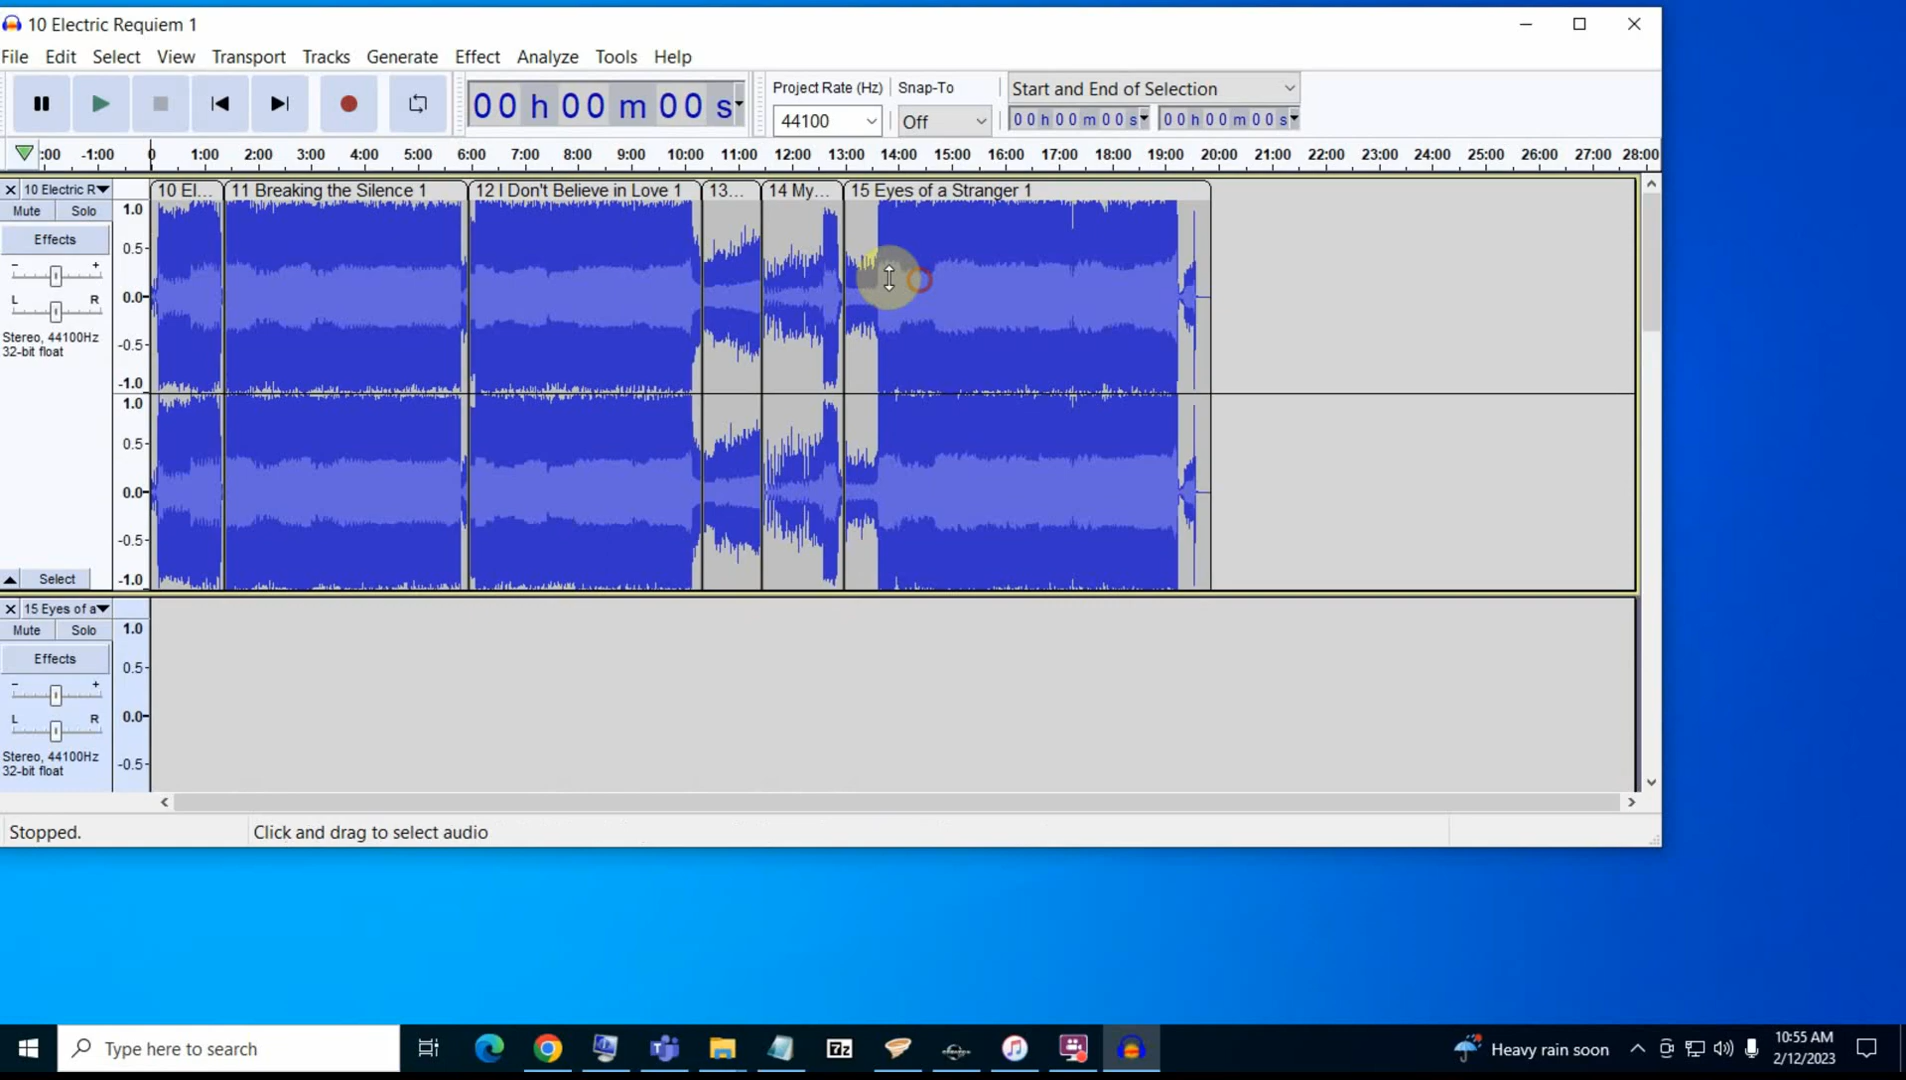 10 Electric Requiem 1
File Edit Select View Transport Tracks Generate Effect Analyze Tools Help
00 h 00 m 00 s
Project Rate (Hz)
44100
Snap-To
Off
Start and End of Selection
00 h 00 m 00 s 00 h 00 m 00 s
:00 -1:00 0 1:00 2:00 3:00 4:00 5:00 6:00 7:00 8:00 9:00 10:00 11:00 12:00 13:00 14:00 15:00 16:00 17:00 18:00 19:00 20:00 21:00 22:00 23:00 24:00 25:00 26:00 27:00 28:00
10 Electric R
10 El... 11 Breaking the Silence 1 12 I Don't Believe in Love 1 13... 14 My... 15 Eyes of a Stranger 1
Mute Solo
Effects
- +
L R
Stereo, 44100Hz
32-bit float
Select
1.0
0.5-
0.0-
-0.5-
-1.0
1.0
0.5-
0.0-
-0.5-
-1.0
15 Eyes of a
Mute Solo
Effects
- +
L R
Stereo, 44100Hz
32-bit float
1.0
0.5-
0.0-
-0.5-
Stopped.
Click and drag to select audio
Type here to search
7z
Heavy rain soon
10:55 AM
2/12/2023